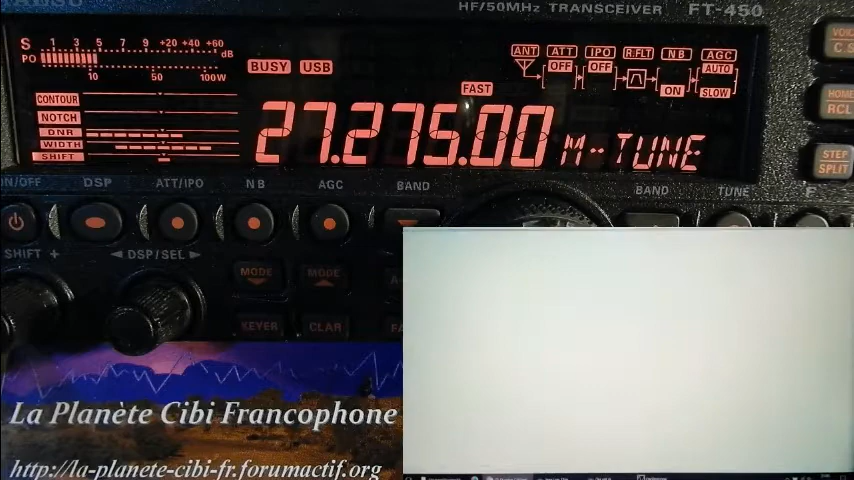 HF/50MHz TRANSCEIVER FT-450
S 1 3 5 7 9 +20 +40 +60 dB
PO
10 50 100W
BUSY USB
ANT ATT IPO R.FLT NB AGC
OFF OFF AUTO
ON SLOW
FAST
CONTOUR
NOTCH
DNR
WIDTH
SHIFT
27.275.00 M-TUNE
HOME
RCL
STEP
SPLIT
ON/OFF DSP ATT/IPO NB AGC BAND BAND TUNE
SHIFT + ◄DSP/SEL►
MODE MODE
KEYER CLAR
La Planète Cibi Francophone
http://la-planete-cibi-fr.forumactif.org